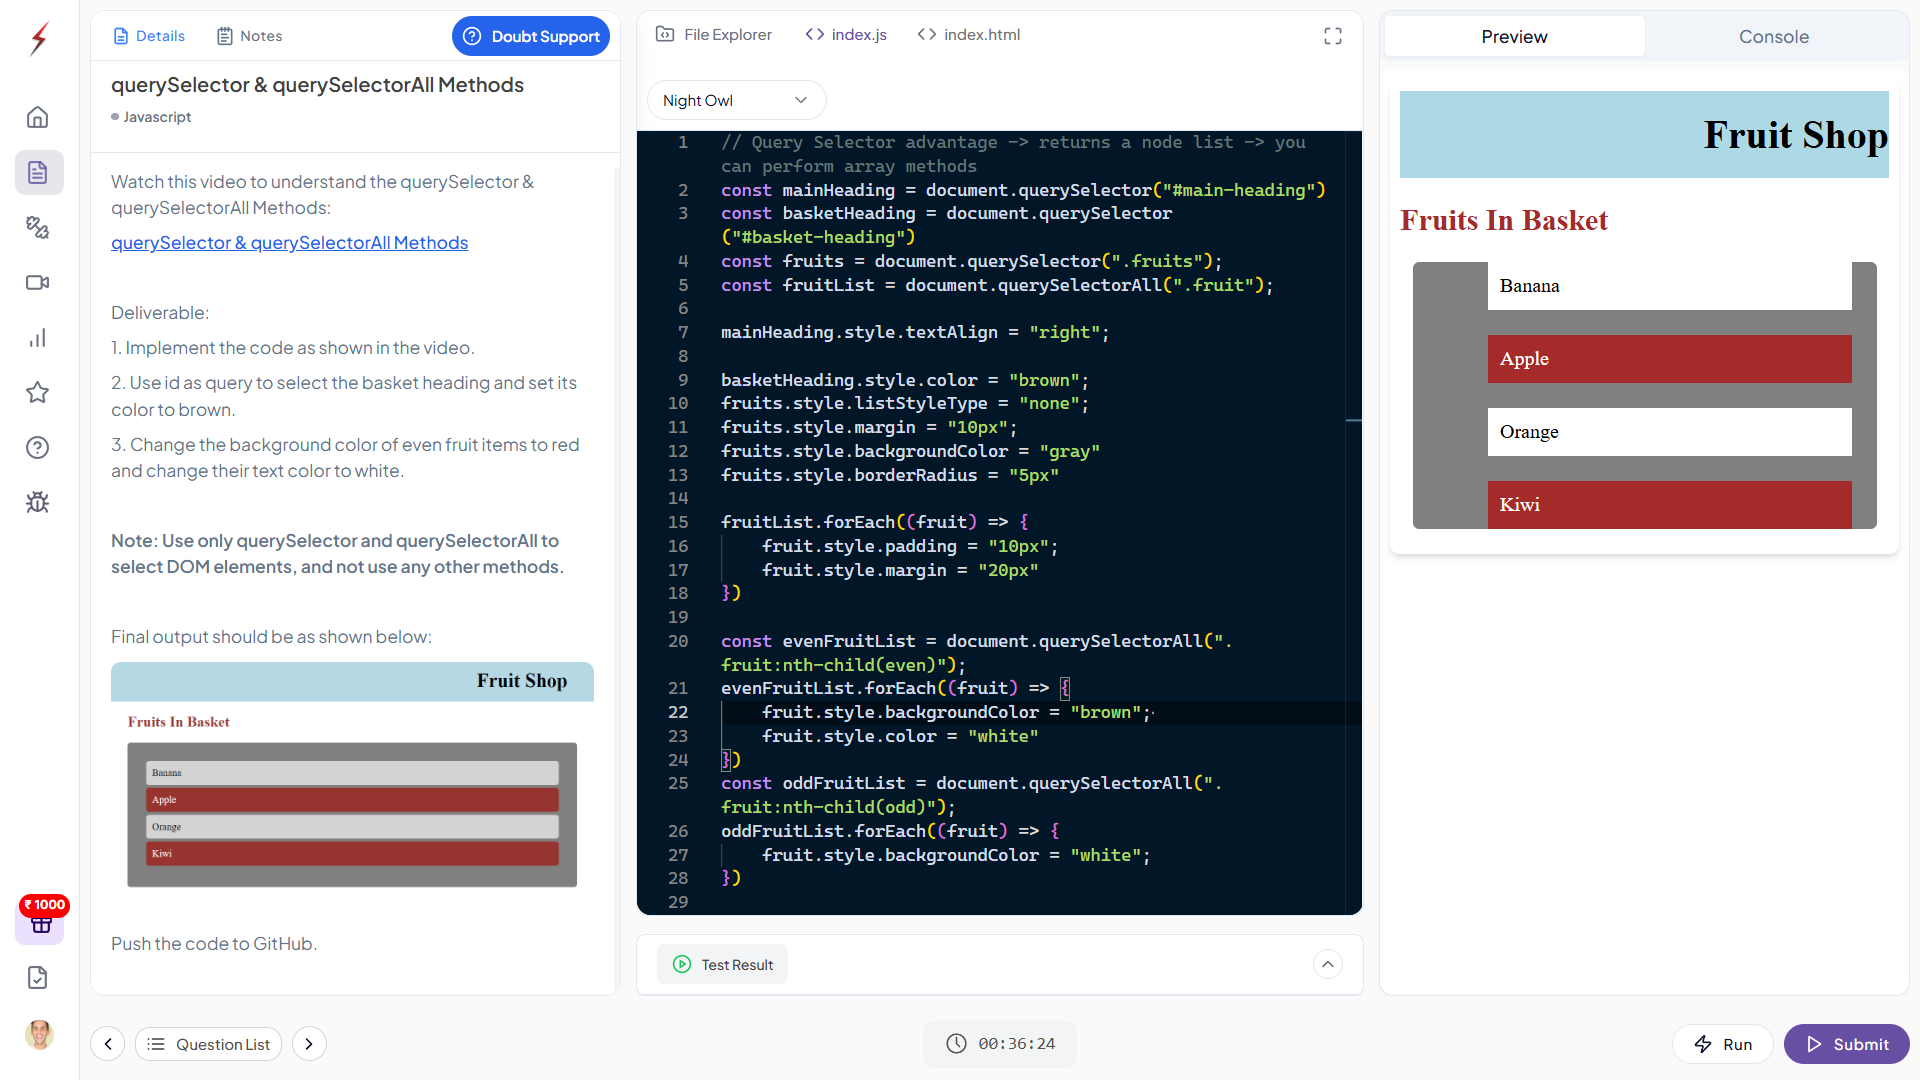 Details
Notes
Doubt Support
querySelector & querySelectorAll Methods
Javascript
Watch this video to understand the querySelector &
querySelectorAll Methods:
querySelector & querySelectorAll Methods
Deliverable:
1. Implement the code as shown in the video.
2. Use id as query to select the basket heading and set its
color to brown.
3. Change the background color of even fruit items to red
and change their text color to white.
Note: Use only querySelector and querySelectorAll to
select DOM elements, and not use any other methods.
Final output should be as shown below:
Fruit Shop
Fruits In Basket
Banana
Apple
Orange
Kiwi
Push the code to GitHub.
₹ 1000
Question List
File Explorer
index.js
index.html
Night Owl
1 // Query Selector advantage -> returns a node list -> you
can perform array methods
2 const mainHeading = document.querySelector("#main-heading")
3 const basketHeading = document.querySelector
("#basket-heading")
4 const fruits = document.querySelector(".fruits");
5 const fruitList = document.querySelectorAll(".fruit");
6
7 mainHeading.style.textAlign = "right";
8
9 basketHeading.style.color = "brown";
10 fruits.style.listStyleType = "none";
11 fruits.style.margin = "10px";
12 fruits.style.backgroundColor = "gray"
13 fruits.style.borderRadius = "5px"
14
15 fruitList.forEach((fruit) => {
16 fruit.style.padding = "10px";
17 fruit.style.margin = "20px"
18 })
19
20 const evenFruitList = document.querySelectorAll(".
fruit:nth-child(even)");
21 evenFruitList.forEach((fruit) => {
22 fruit.style.backgroundColor = "brown";
23 fruit.style.color = "white"
24 })
25 const oddFruitList = document.querySelectorAll(".
fruit:nth-child(odd)");
26 oddFruitList.forEach((fruit) => {
27 fruit.style.backgroundColor = "white";
28 })
29
Test Result
00:36:24
Preview
Console
Fruit Shop
Fruits In Basket
Banana
Apple
Orange
Kiwi
Run
Submit